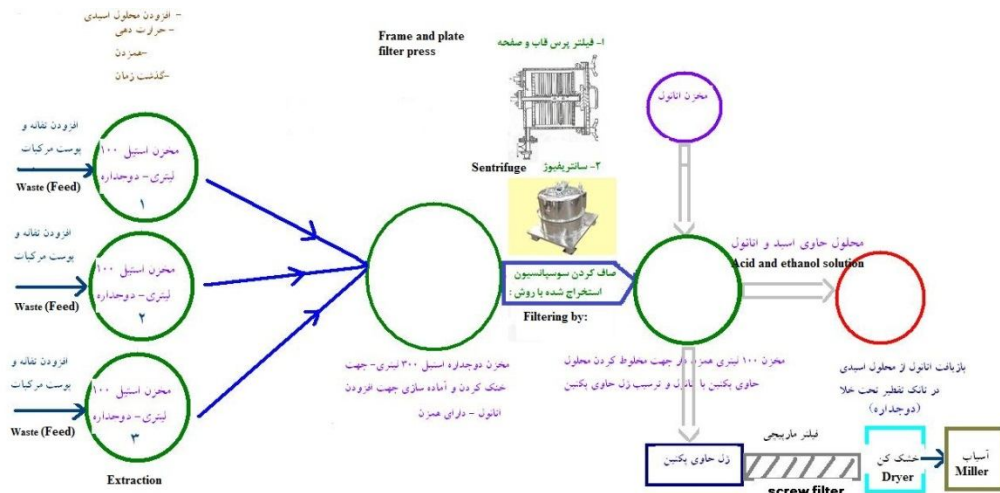 - افزودن محلول اسیدی
- حرارت دهی
-همزدن
-گذشت زمان
افزودن تفاله و
پوست مرکبات
Waste (Feed)
مخزن استیل ۱۰۰
لیتری- دوجداره
۱
افزودن تفاله و
پوست مرکبات
Waste (Feed)
مخزن استیل ۱۰۰
لیتری- دوجداره
۲
افزودن تفاله و
پوست مرکبات
Waste (Feed)
مخزن استیل ۱۰۰
لیتری- دوجداره
۳
Extraction
Frame and plate
filter press
۱- فیلتر پرس قاب و صفحه
Sentrifuge
۲- سانتریفیوژ
صاف کردن سوسپانسیون
استخراج شده با روش :
Filtering by:
مخزن دوجداره استیل ۳۰۰ لیتری- جهت
خنک کردن و آماده سازی جهت افزودن
اتانول - دارای همزن
مخزن اتانول
محلول حاوی اسید و اتانول
Acid and ethanol solution
مخزن ۱۰۰ لیتری همزن دار جهت مخلوط کردن محلول
حاوی پکتین با اتانول و ترسیب ژل حاوی پکتین
بازیافت اتانول از محلول اسیدی
در تانک تقطیر تحت خلا
(دوجداره)
ژل حاوی پکتین
فیلتر مارپیچی
screw filter
خشک کن
Dryer
آسیاب
Miller